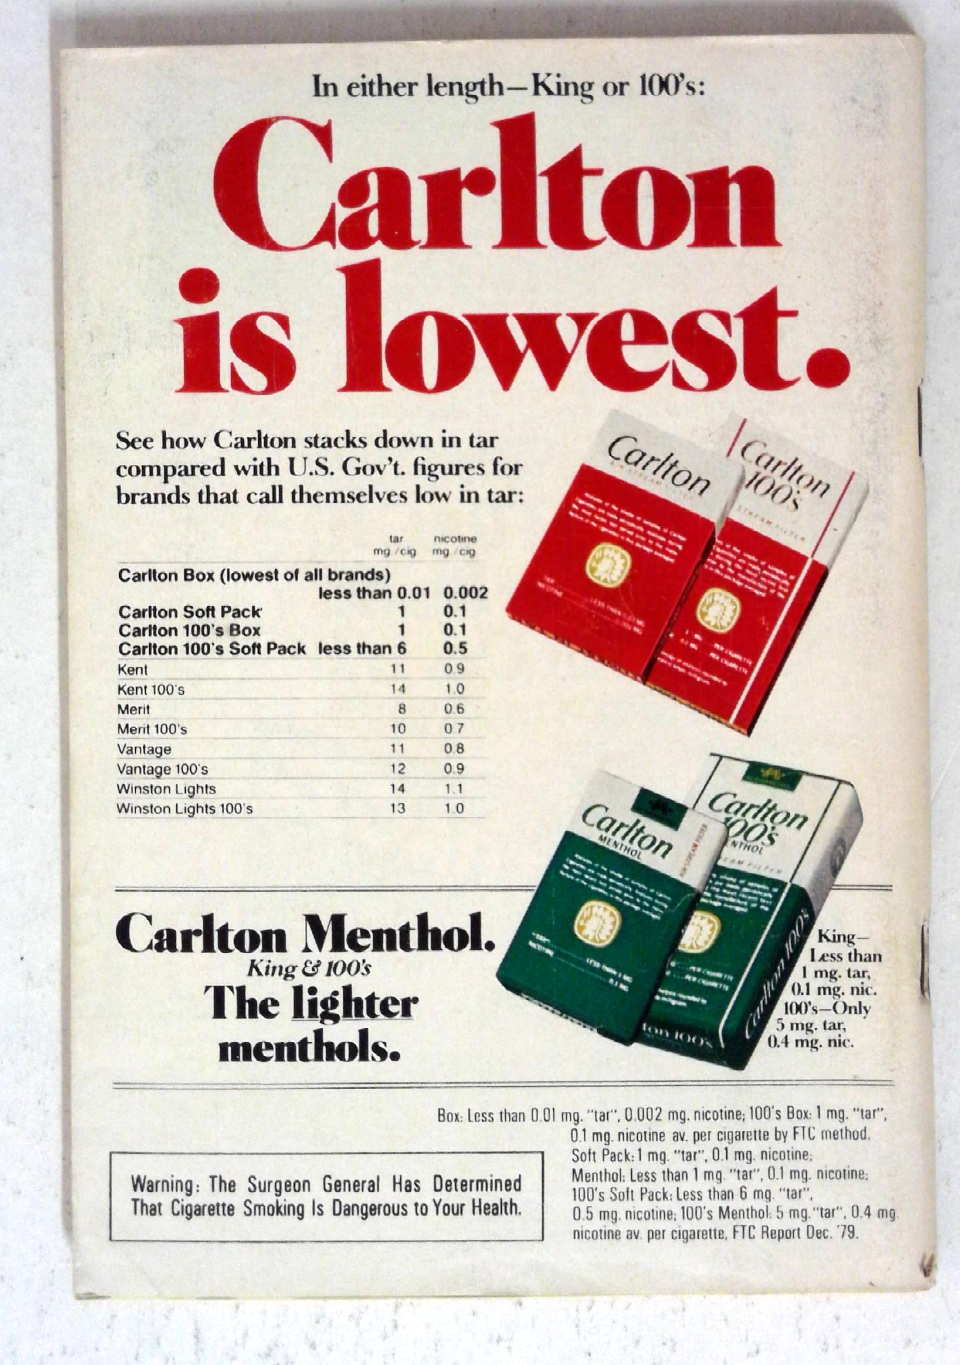 In either length—King or 100's:
Carlton
is lowest.
See how Carlton stacks down in tar
compared with U.S. Gov't. figures for
brands that call themselves low in tar:
tar nicotine
mg/cig mg/cig
Carlton Box (lowest of all brands)
less than 0.01 0.002
Carlton Soft Pack 1 0.1
Carlton 100's Box 1 0.1
Carlton 100's Soft Pack less than 6 0.5
Kent 11 0.9
Kent 100's 14 1.0
Merit 8 0.6
Merit 100's 10 0.7
Vantage 11 0.8
Vantage 100's 12 0.9
Winston Lights 14 1.1
Winston Lights 100's 13 1.0
Carlton
Carlton
100's
STREAM FILTER
Carlton
MENTHOL
Carlton
100's
MENTHOL
Carlton 100's
Carlton Menthol.
King & 100's
The lighter
menthols.
King—
Less than
1 mg. tar,
0.1 mg. nic.
100's—Only
5 mg. tar,
0.4 mg. nic.
Box: Less than 0.01 mg. "tar", 0.002 mg. nicotine; 100's Box: 1 mg. "tar",
0.1 mg. nicotine av. per cigarette by FTC method.
Soft Pack: 1 mg. "tar", 0.1 mg. nicotine;
Menthol: Less than 1 mg. "tar", 0.1 mg. nicotine;
100's Soft Pack: Less than 6 mg. "tar",
0.5 mg. nicotine; 100's Menthol: 5 mg. "tar", 0.4 mg.
nicotine av. per cigarette, FTC Report Dec. '79.
Warning: The Surgeon General Has Determined
That Cigarette Smoking Is Dangerous to Your Health.